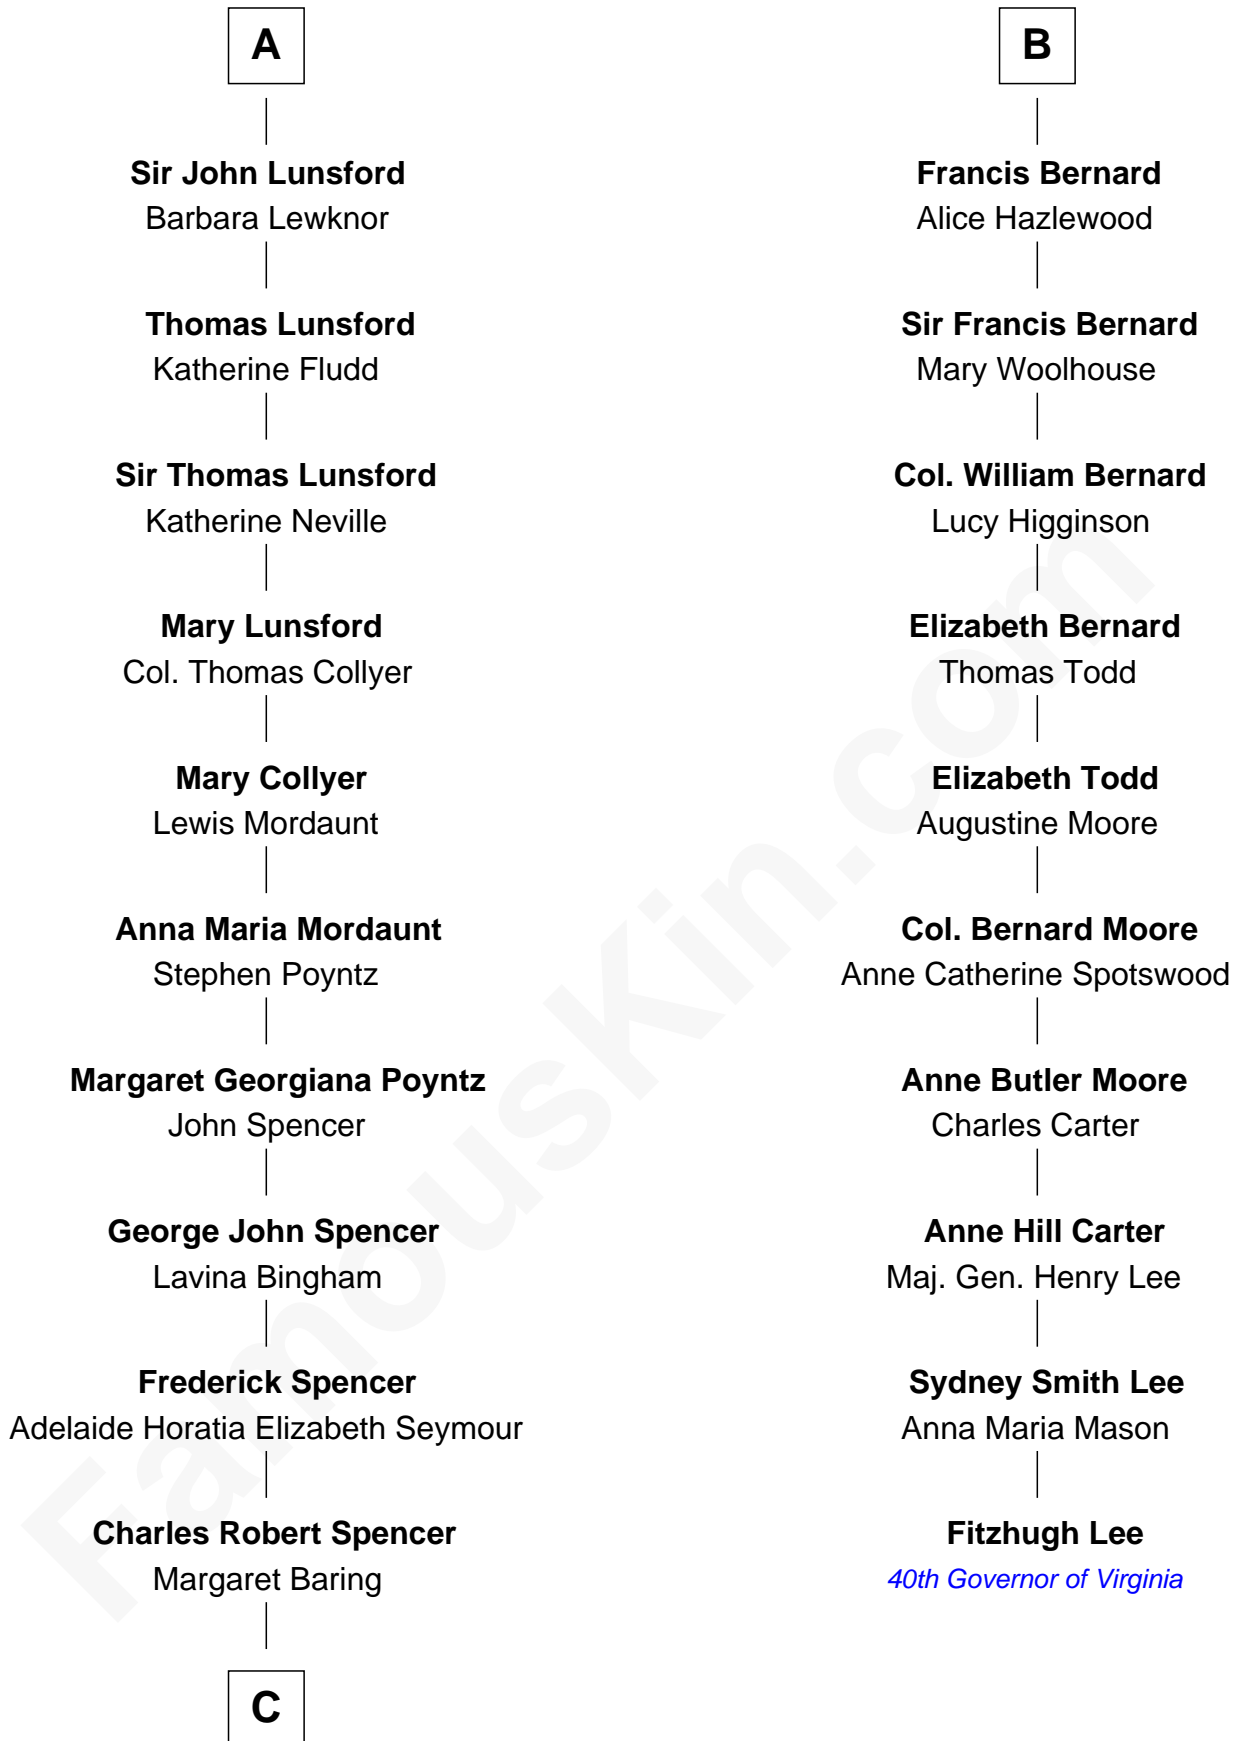 A
Sir John Lunsford
Barbara Lewknor
Thomas Lunsford
Katherine Fludd
Sir Thomas Lunsford
Katherine Neville
Mary Lunsford
Col. Thomas Collyer
Mary Collyer
Lewis Mordaunt
Anna Maria Mordaunt
Stephen Poyntz
Margaret Georgiana Poyntz
John Spencer
George John Spencer
Lavina Bingham
Frederick Spencer
Adelaide Horatia Elizabeth Seymour
Charles Robert Spencer
Margaret Baring
C
B
Francis Bernard
Alice Hazlewood
Sir Francis Bernard
Mary Woolhouse
Col. William Bernard
Lucy Higginson
Elizabeth Bernard
Thomas Todd
Elizabeth Todd
Augustine Moore
Col. Bernard Moore
Anne Catherine Spotswood
Anne Butler Moore
Charles Carter
Anne Hill Carter
Maj. Gen. Henry Lee
Sydney Smith Lee
Anna Maria Mason
Fitzhugh Lee
40th Governor of Virginia
FamousKin.com